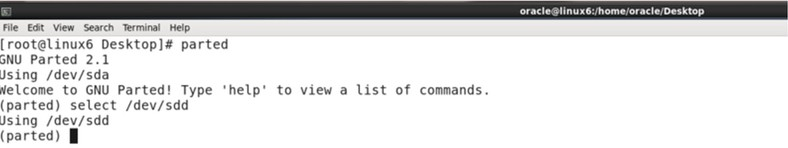 oracle@linux6:/home/oracle/Desktop
File Edit View Search Terminal Help
[root@linux6 Desktop]# parted
GNU Parted 2.1
Using /dev/sda
Welcome to GNU Parted! Type 'help' to view a list of commands.
(parted) select /dev/sdd
Using /dev/sdd
(parted)